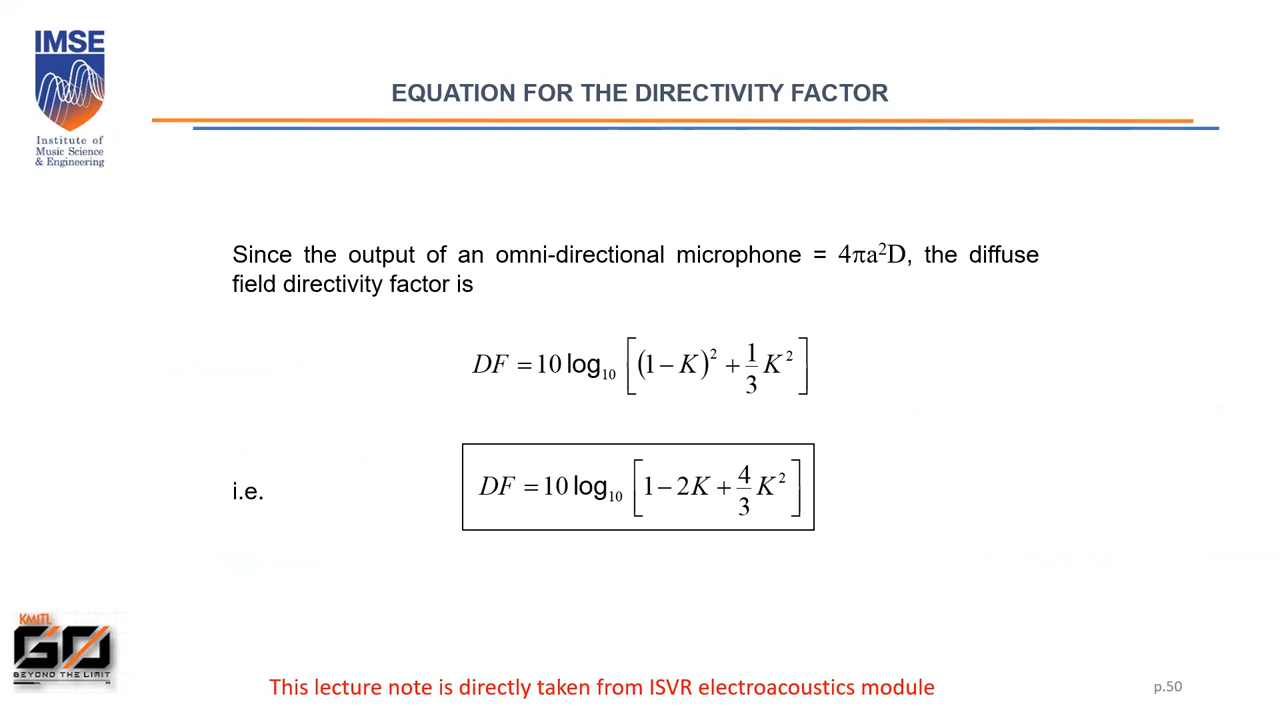 IMSE
Institute of
Music Science
& Engineering
EQUATION FOR THE DIRECTIVITY FACTOR
Since the output of an omni-directional microphone = 4πa²D, the diffuse
field directivity factor is
DF = 10 log₁₀ [(1 − K)² + 1/3 K²]
i.e. DF = 10 log₁₀ [1 − 2K + 4/3 K²]
KMITL
GO
BEYOND THE LIMIT
This lecture note is directly taken from ISVR electroacoustics module
p.50